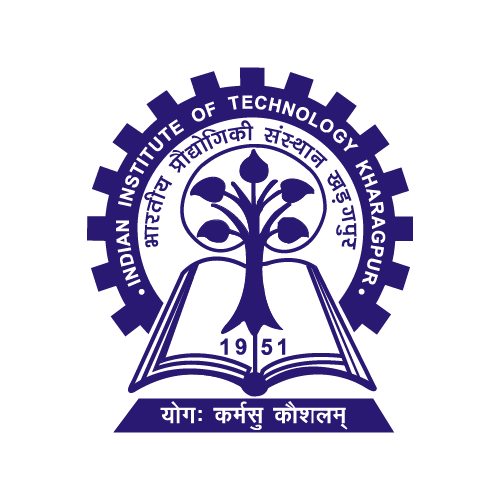 INDIAN INSTITUTE OF TECHNOLOGY KHARAGPUR
भारतीय प्रौद्योगिकी संस्थान खड़गपुर
1951
योगः कर्मसु कौशलम्